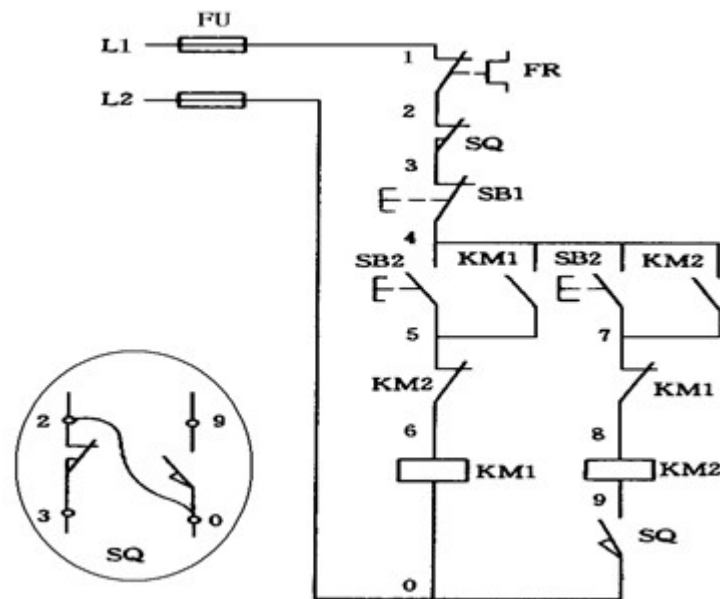 FU
L1
L2
1
FR
2
SQ
3
SB1
4
SB2 KM1 SB2 KM2
5 7
KM2 KM1
6 8
KM1 KM2
9
SQ
0
2 9
3 0
SQ